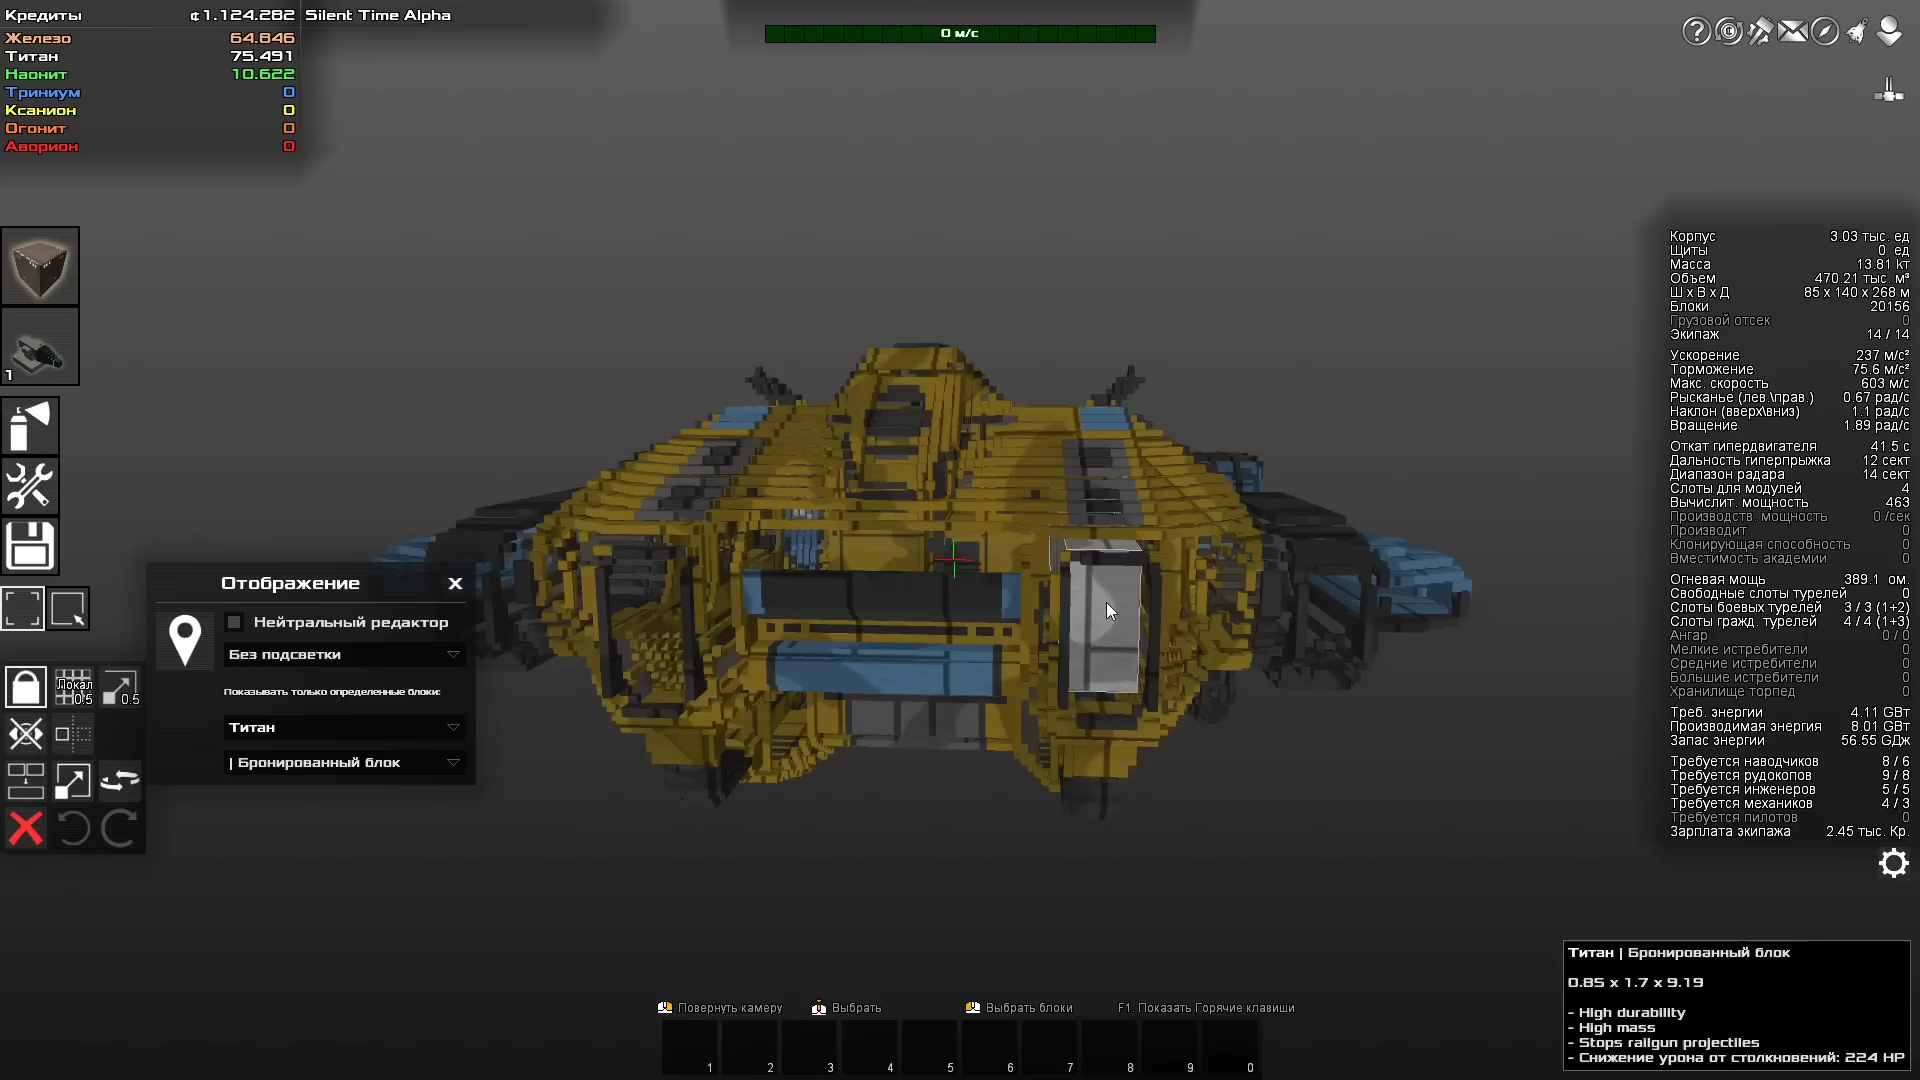 Кредиты ¢1.124.282 Silent Time Alpha
Железо 64.846
Титан 75.491
Наонит 10.622
Триниум 0
Ксанион 0
Огонит 0
Аворион 0
0 м/с
1
Корпус 3.03 тыс. ед
Щиты 0 ед
Масса 13.81 kт
Объем 470.21 тыс. м³
Ш x В x Д 85 x 140 x 268 м
Блоки 20156
Грузовой отсек 0
Экипаж 14 / 14
Ускорение 237 м/с²
Торможение 75.6 м/с²
Макс. скорость 603 м/с
Рысканье (лев.\прав.) 0.67 рад/с
Наклон (вверх\вниз) 1.1 рад/с
Вращение 1.89 рад/с
Откат гипердвигателя 41.5 с
Дальность гиперпрыжка 12 сект
Диапазон радара 14 сект
Слоты для модулей 4
Вычислит. мощность 463
Производств. мощность 0 /сек
Производит 0
Клонирующая способность 0
Вместимость академии 0
Огневая мощь 389.1 ом.
Свободные слоты турелей 0
Слоты боевых турелей 3 / 3 (1+2)
Слоты гражд. турелей 4 / 4 (1+3)
Ангар 0 / 0
Мелкие истребители 0
Средние истребители 0
Большие истребители 0
Хранилище торпед 0
Треб. энергии 4.11 GВт
Производимая энергия 8.01 GВт
Запас энергии 56.55 GДж
Требуется наводчиков 8 / 6
Требуется рудокопов 9 / 8
Требуется инженеров 5 / 5
Требуется механиков 4 / 3
Требуется пилотов 0
Зарплата экипажа 2.45 тыс. Кр.
Отображение X
Нейтральный редактор
Без подсветки
Показывать только определенные блоки:
Титан
| Бронированный блок
Локал
0.5 0.5
Титан | Бронированный блок
0.85 x 1.7 x 9.19
- High durability
- High mass
- Stops railgun projectiles
- Снижение урона от столкновений: 224 HP
Повернуть камеру Выбрать Выбрать блоки F1: Показать Горячие клавиши
1 2 3 4 5 6 7 8 9 0